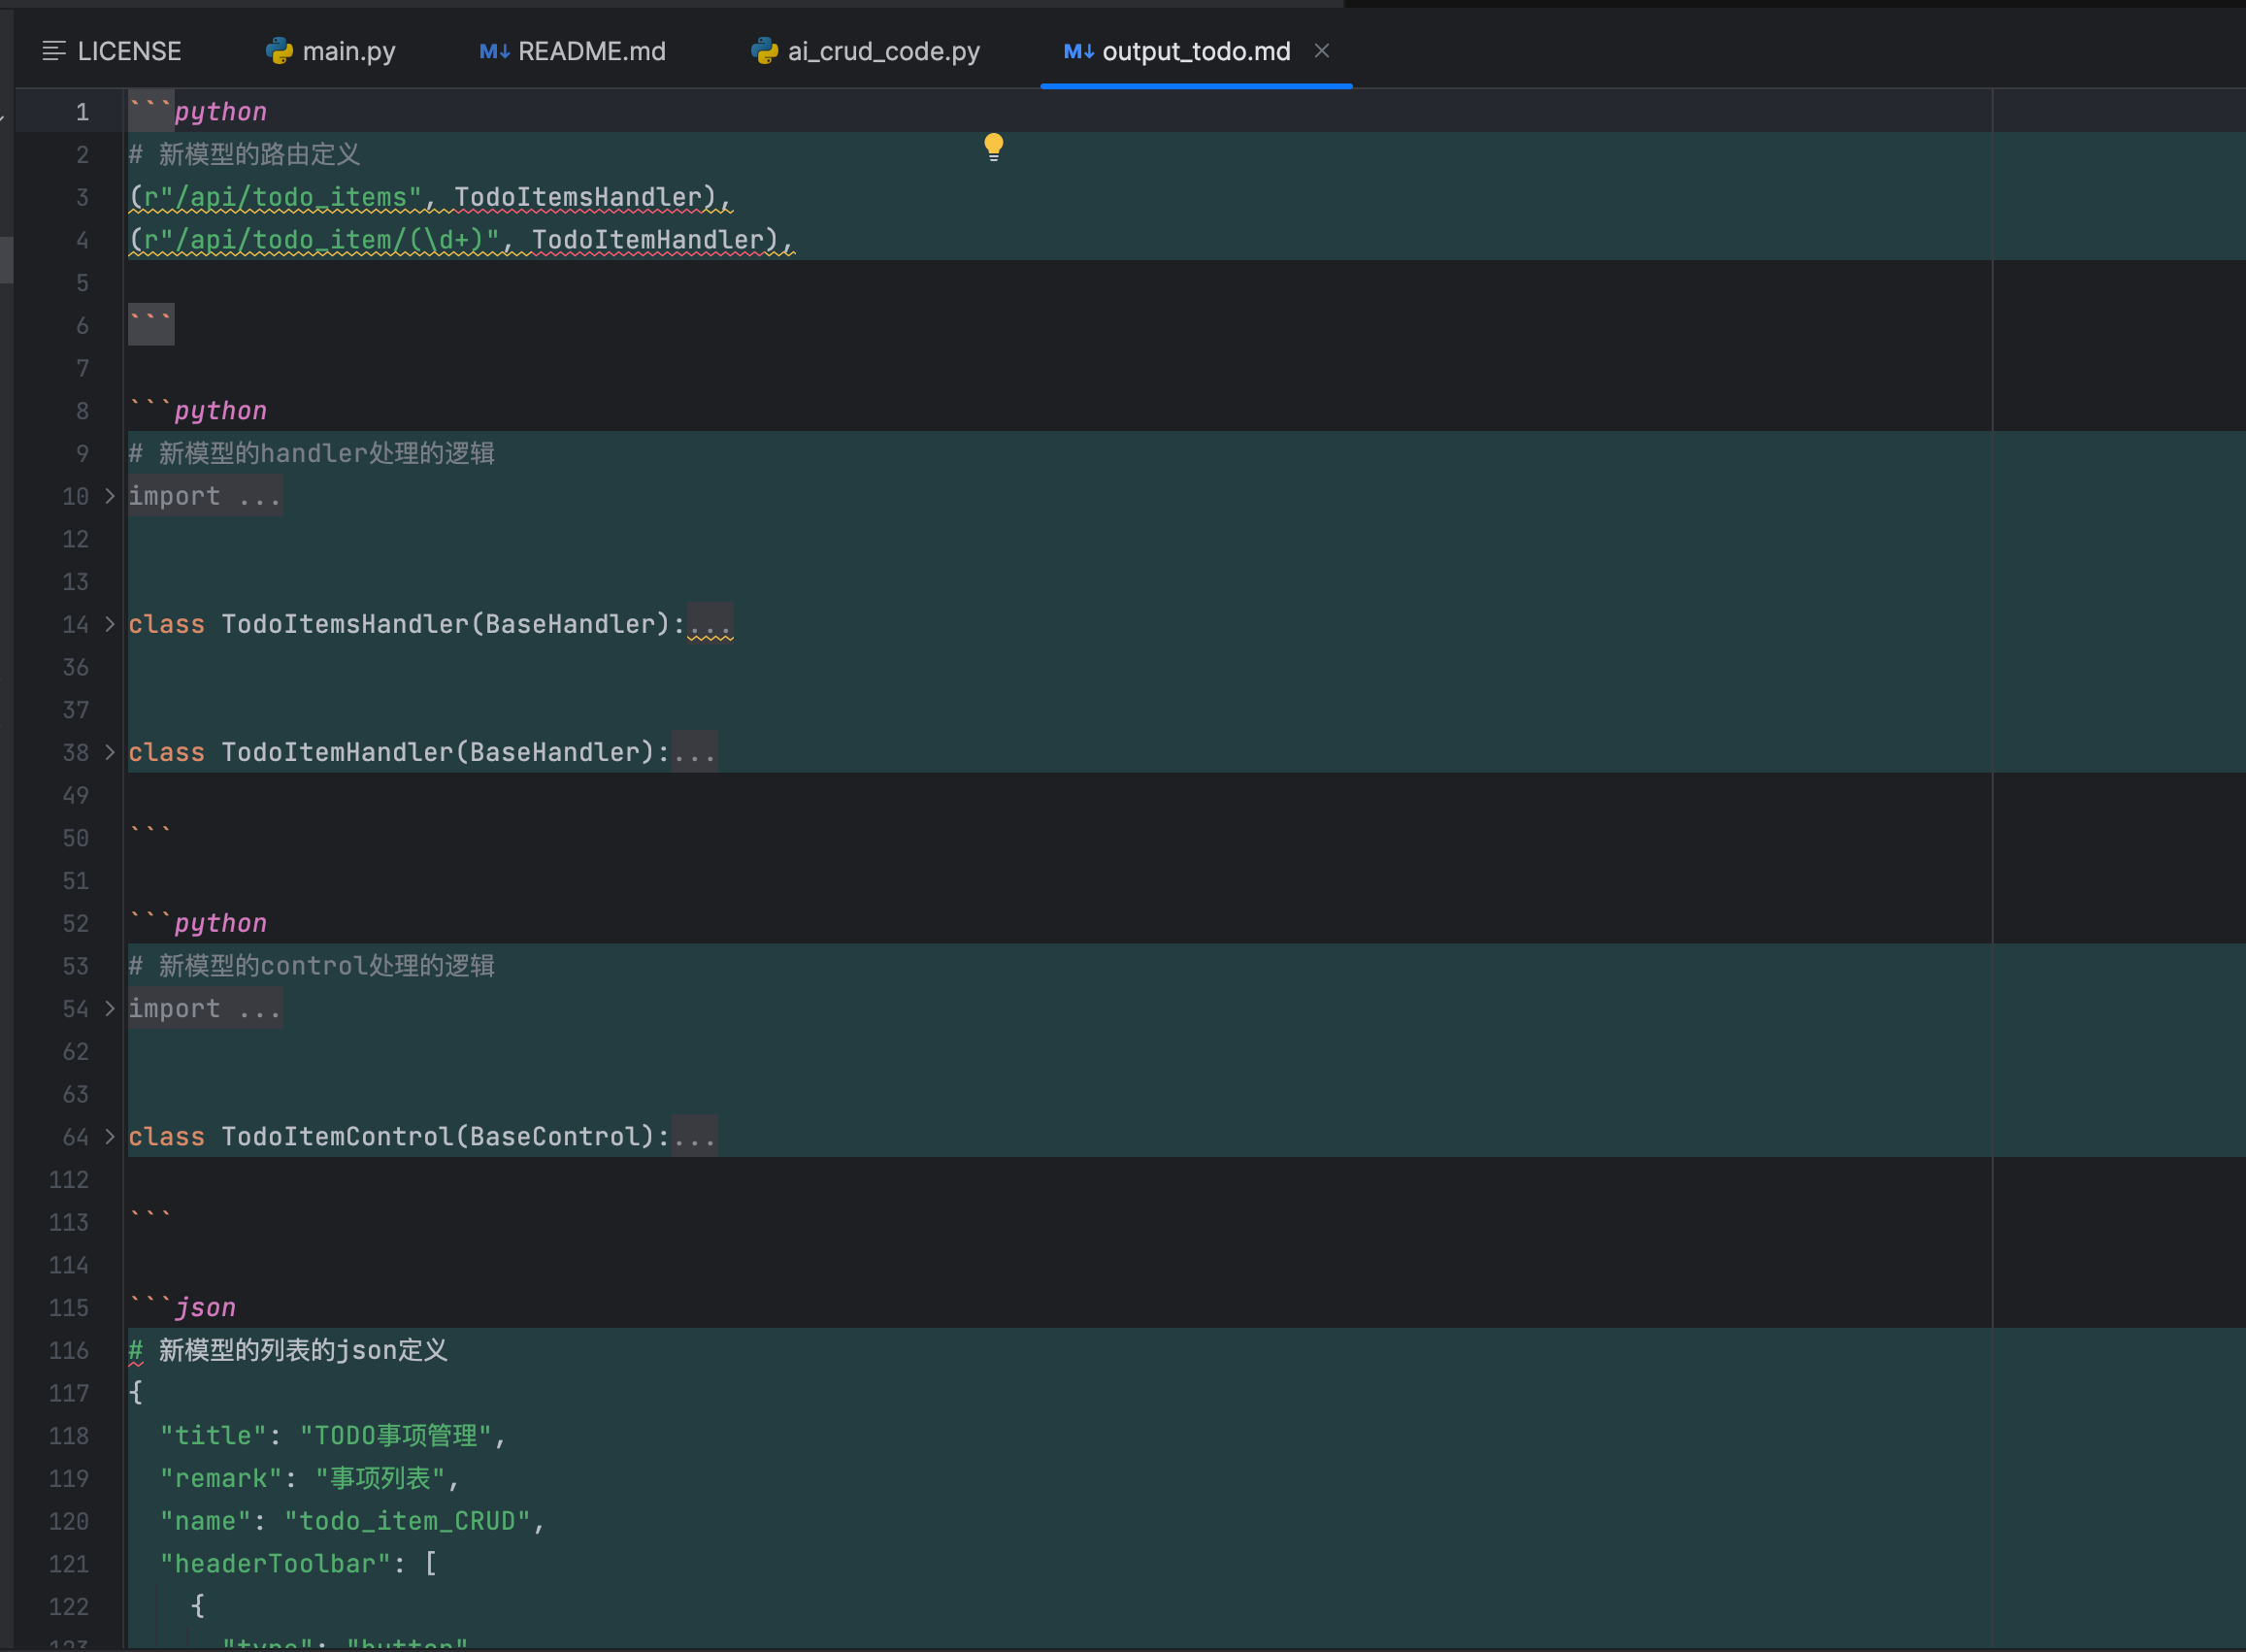 LICENSE main.py M↓ README.md ai_crud_code.py M↓ output_todo.md
1 ```python
2 # 新模型的路由定义
3 (r"/api/todo_items", TodoItemsHandler),
4 (r"/api/todo_item/(\d+)", TodoItemHandler),
5
6 ```
7
8 ```python
9 # 新模型的handler处理的逻辑
10 import ...
12
13
14 class TodoItemsHandler(BaseHandler):...
36
37
38 class TodoItemHandler(BaseHandler):...
49
50 ```
51
52 ```python
53 # 新模型的control处理的逻辑
54 import ...
62
63
64 class TodoItemControl(BaseControl):...
112
113 ```
114
115 ```json
116 # 新模型的列表的json定义
117 {
118 "title": "TODO事项管理",
119 "remark": "事项列表",
120 "name": "todo_item_CRUD",
121 "headerToolbar": [
122 {
123 "type": "button"